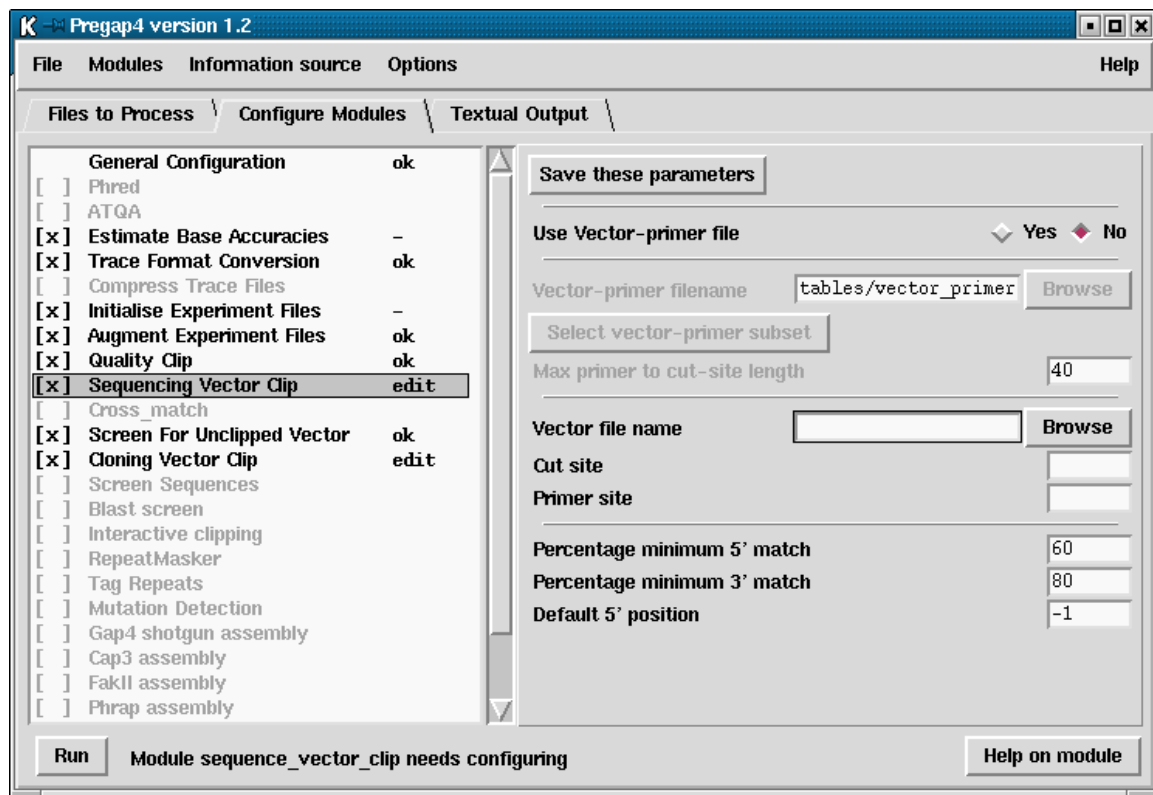 K Pregap4 version 1.2
File Modules Information source Options Help
Files to Process Configure Modules Textual Output
General Configuration ok
[ ] Phred
[ ] ATQA
[x] Estimate Base Accuracies -
[x] Trace Format Conversion ok
[ ] Compress Trace Files
[x] Initialise Experiment Files -
[x] Augment Experiment Files ok
[x] Quality Clip ok
[x] Sequencing Vector Clip edit
[ ] Cross_match
[x] Screen For Unclipped Vector ok
[x] Cloning Vector Clip edit
[ ] Screen Sequences
[ ] Blast screen
[ ] Interactive clipping
[ ] RepeatMasker
[ ] Tag Repeats
[ ] Mutation Detection
[ ] Gap4 shotgun assembly
[ ] Cap3 assembly
[ ] FakII assembly
[ ] Phrap assembly
Save these parameters
Use Vector-primer file Yes No
Vector-primer filename tables/vector_primer Browse
Select vector-primer subset
Max primer to cut-site length 40
Vector file name Browse
Cut site
Primer site
Percentage minimum 5' match 60
Percentage minimum 3' match 80
Default 5' position -1
Run Module sequence_vector_clip needs configuring Help on module